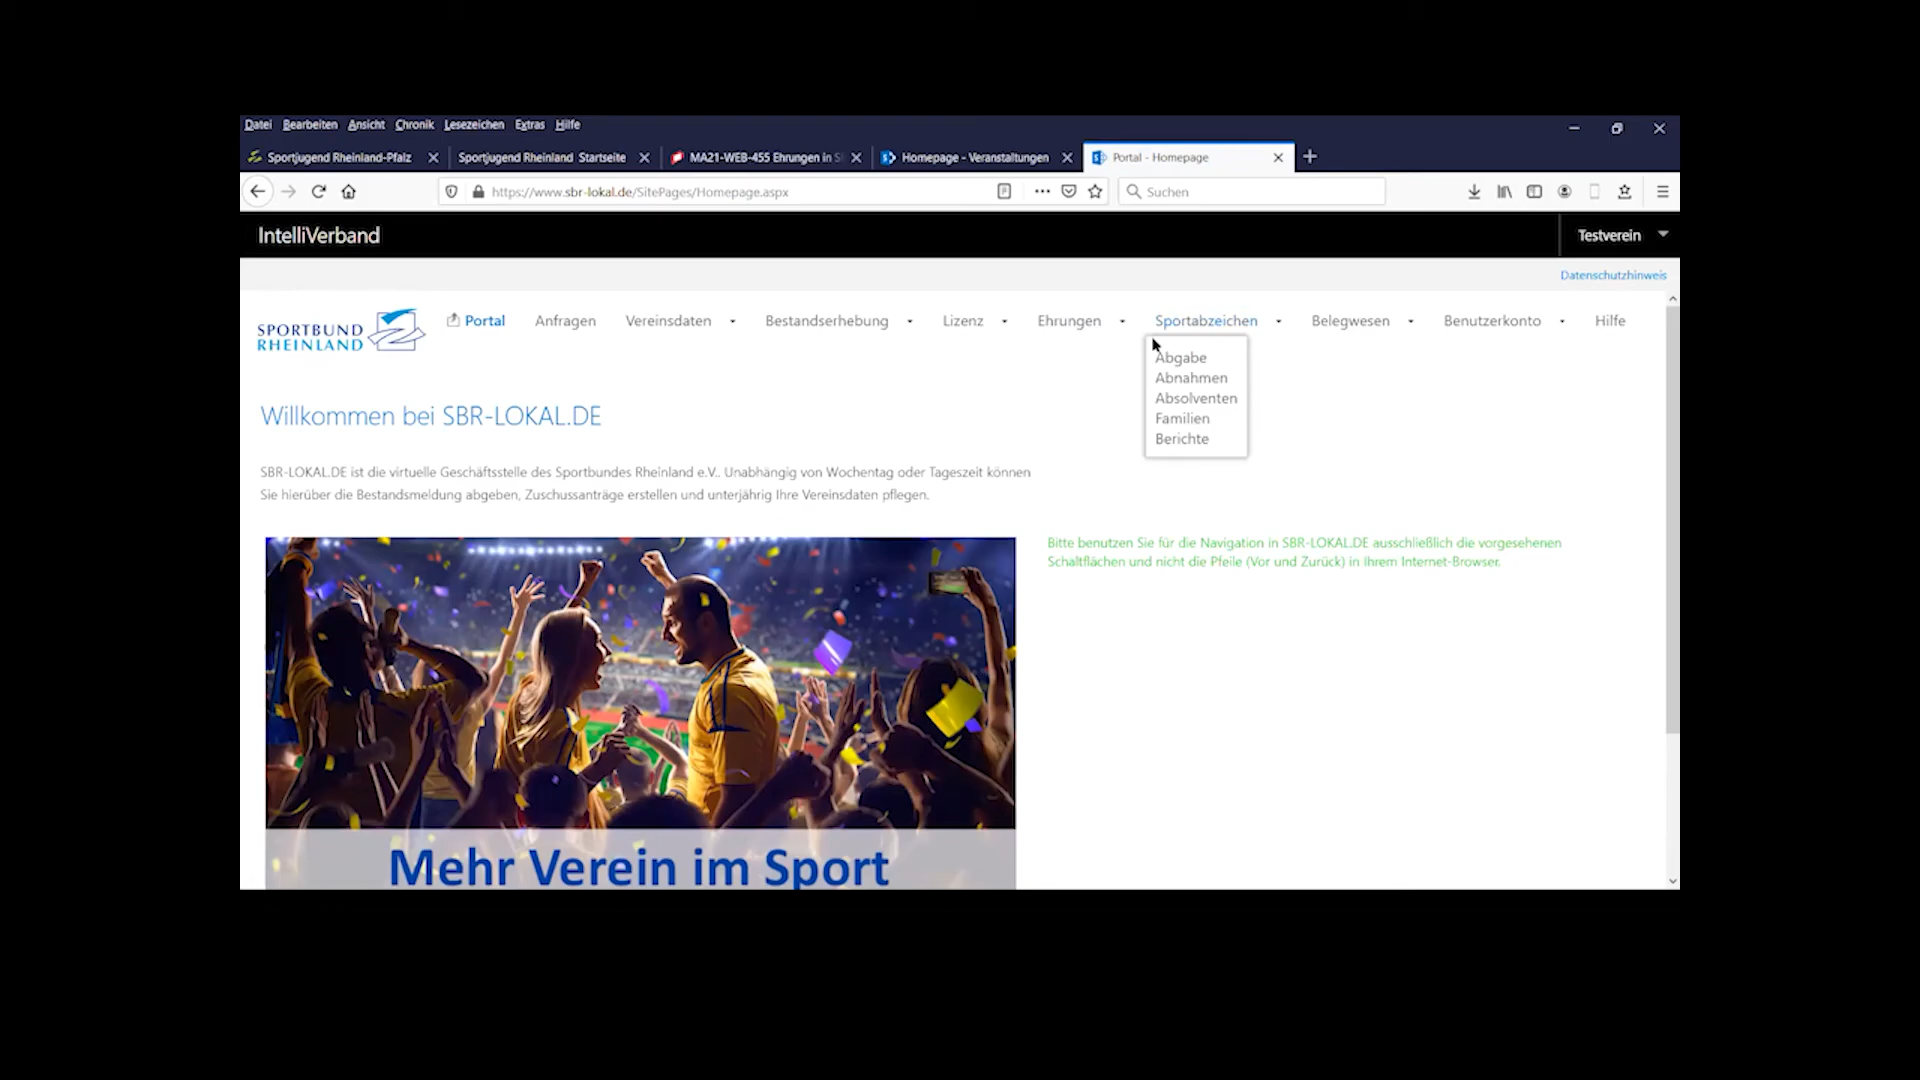 Datei Bearbeiten Ansicht Chronik Lesezeichen Extras Hilfe
Sportjugend Rheinland-Pfalz
Sportjugend Rheinland Startseite
MA21-WEB-455 Ehrungen in S
Homepage - Veranstaltungen
Portal - Homepage
https://www.sbr-lokal.de/SitePages/Homepage.aspx
Suchen
IntelliVerband
Testverein
Datenschutzhinweis
SPORTBUND
RHEINLAND
Portal Anfragen Vereinsdaten Bestandserhebung Lizenz Ehrungen Sportabzeichen Belegwesen Benutzerkonto Hilfe
Abgabe
Abnahmen
Absolventen
Familien
Berichte
Willkommen bei SBR-LOKAL.DE
SBR-LOKAL.DE ist die virtuelle Geschäftsstelle des Sportbundes Rheinland e.V.. Unabhängig von Wochentag oder Tageszeit können
Sie hierüber die Bestandsmeldung abgeben, Zuschussanträge erstellen und unterjährig Ihre Vereinsdaten pflegen.
Bitte benutzen Sie für die Navigation in SBR-LOKAL.DE ausschließlich die vorgesehenen
Schaltflächen und nicht die Pfeile (Vor und Zurück) in Ihrem Internet-Browser.
Mehr Verein im Sport